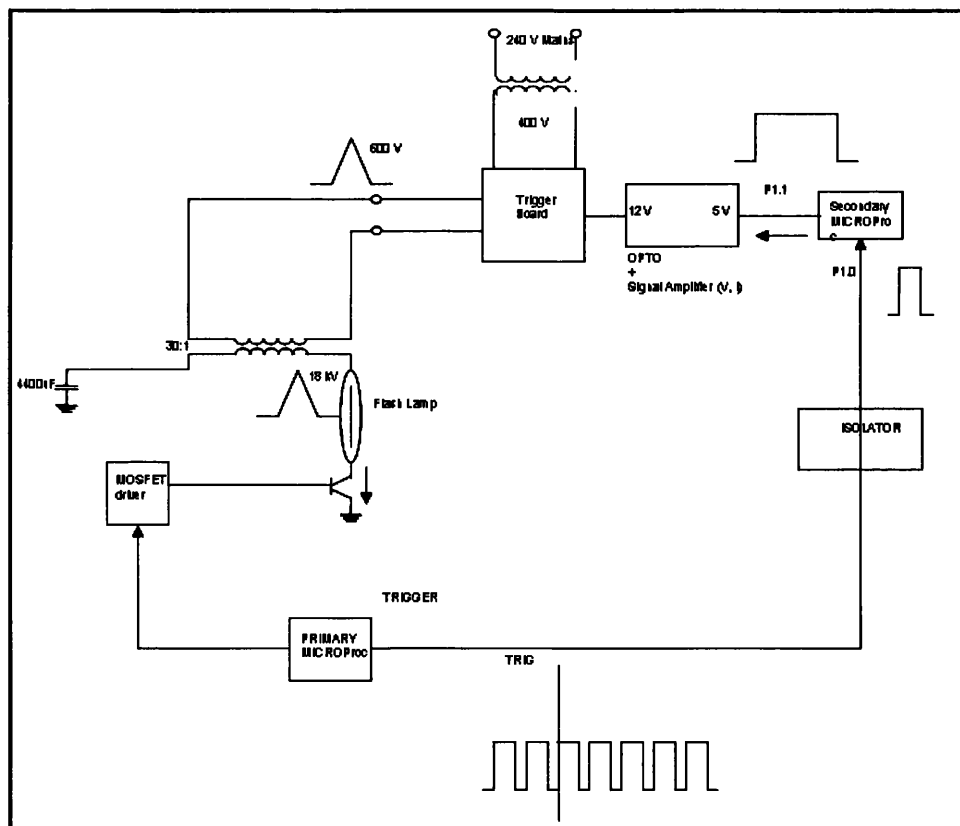 240 V Mains
400 V
600 V
Trigger
Board
12V 5V
P1.1
Secondary
MICROPro
c
OPTO
+
Signal Amplifier (V, I)
P1.0
30:1
4400uF
18 kV
Flash Lamp
ISOLATOR
MOSFET
driver
TRIGGER
PRIMARY
MICROProc
TRIG